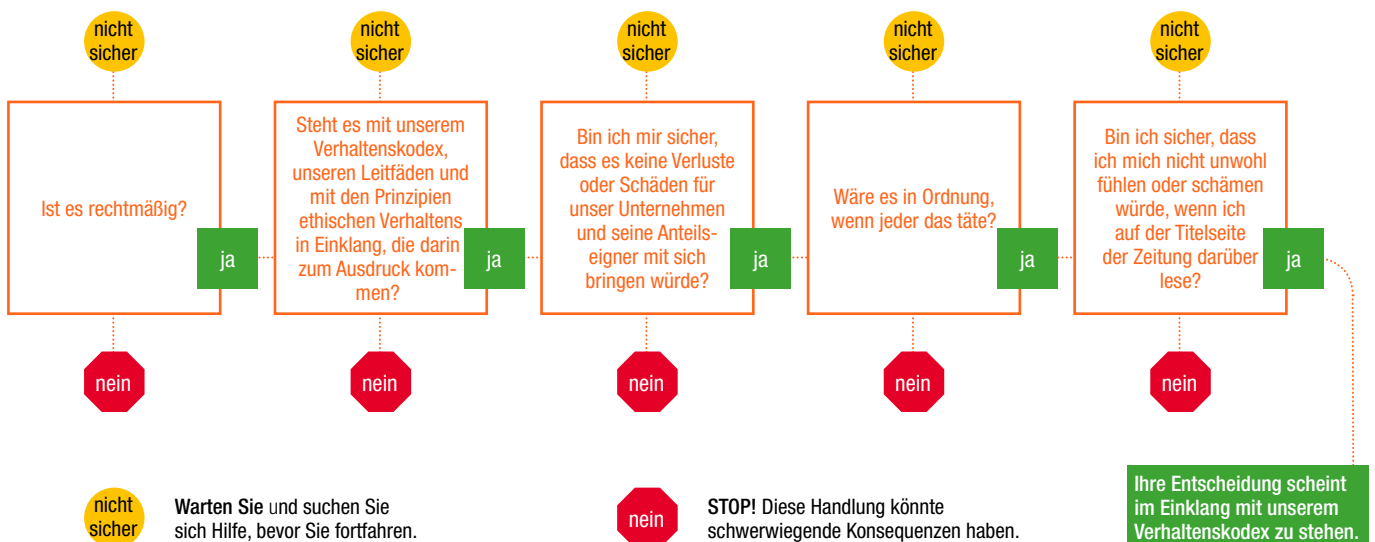 nicht
sicher
nicht
sicher
nicht
sicher
nicht
sicher
nicht
sicher
Ist es rechtmäßig?
ja
nein
Steht es mit unserem
Verhaltenskodex,
unseren Leitfäden und
mit den Prinzipien
ethischen Verhaltens
in Einklang, die darin
zum Ausdruck kom-
men?
ja
nein
Bin ich mir sicher,
dass es keine Verluste
oder Schäden für
unser Unternehmen
und seine Anteils-
eigner mit sich
bringen würde?
ja
nein
Wäre es in Ordnung,
wenn jeder das täte?
ja
nein
Bin ich sicher, dass
ich mich nicht unwohl
fühlen oder schämen
würde, wenn ich
auf der Titelseite
der Zeitung darüber
lese?
ja
nein
nicht
sicher
Warten Sie und suchen Sie
sich Hilfe, bevor Sie fortfahren.
nein
STOP! Diese Handlung könnte
schwerwiegende Konsequenzen haben.
Ihre Entscheidung scheint
im Einklang mit unserem
Verhaltenskodex zu stehen.